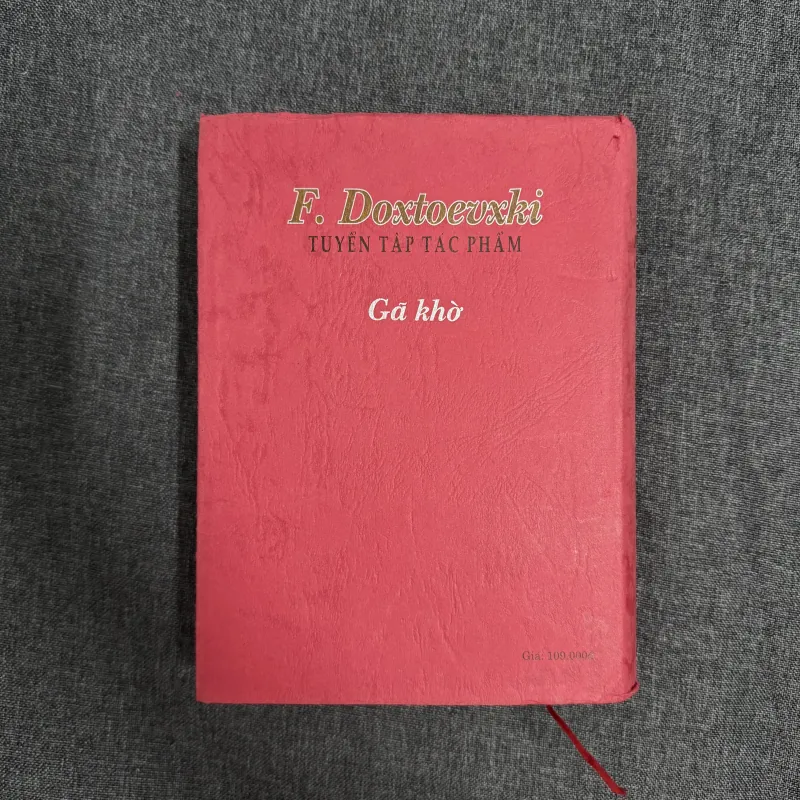 F. Doxtoevxki
TUYỂN TẬP TÁC PHẨM
Gã khờ
Giá: 109.000đ